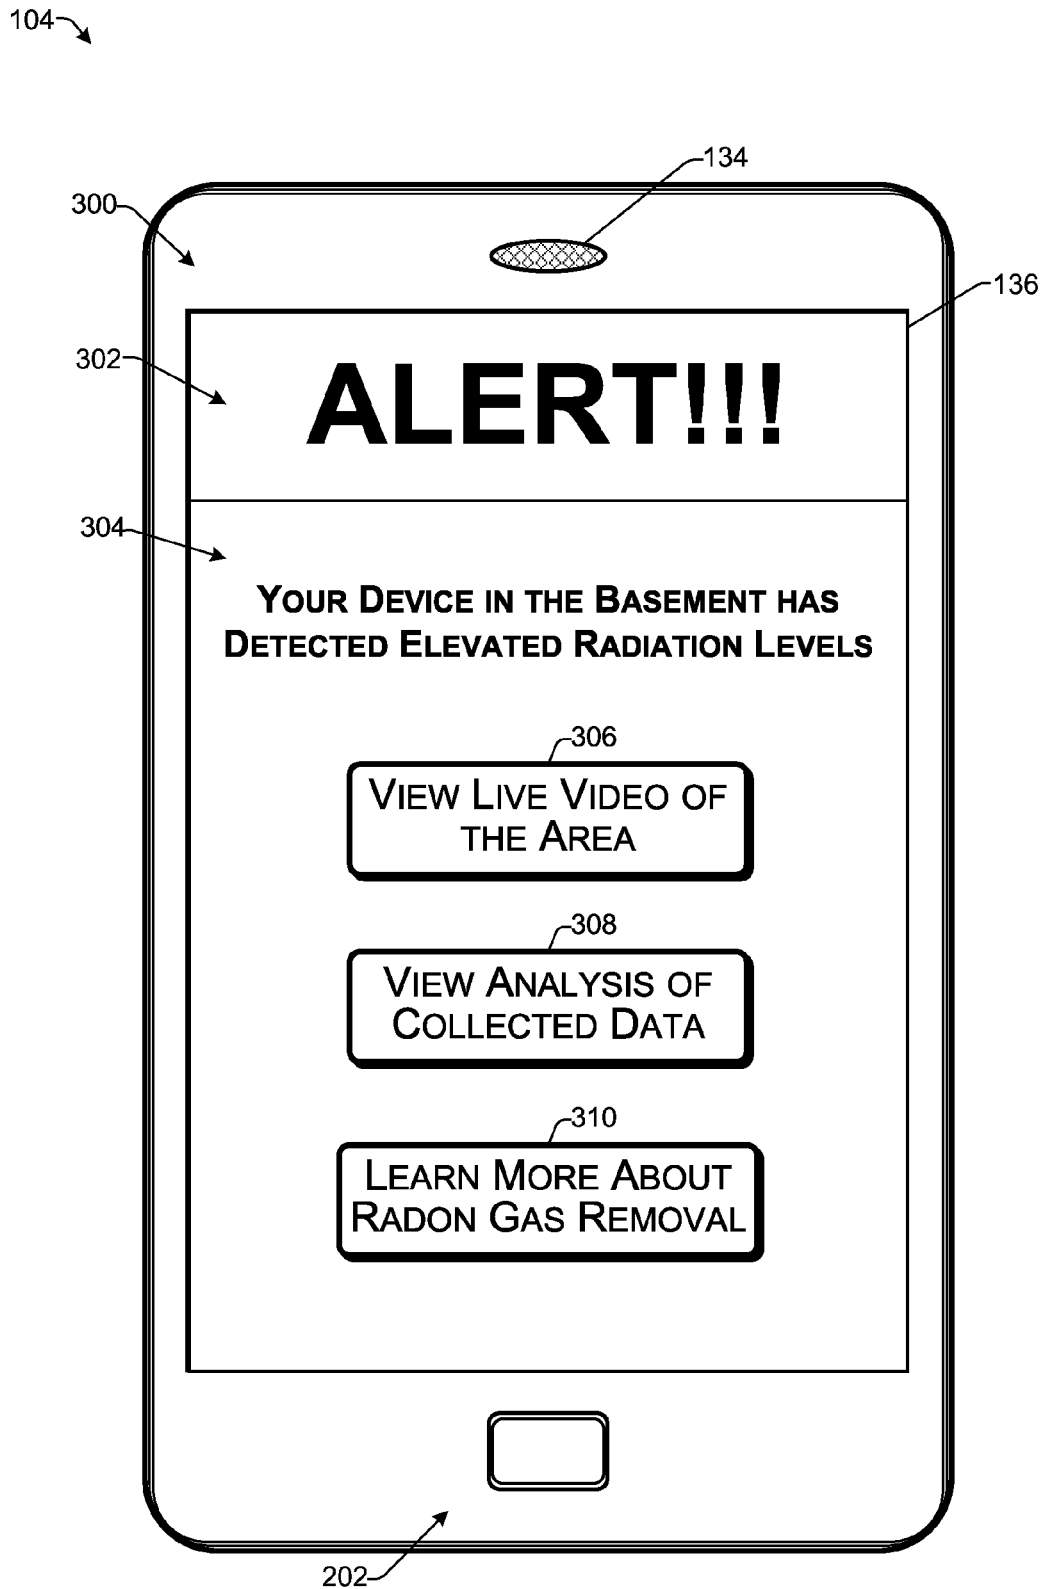 104
134
300
136
302
ALERT!!!
304
YOUR DEVICE IN THE BASEMENT HAS
DETECTED ELEVATED RADIATION LEVELS
306
VIEW LIVE VIDEO OF
THE AREA
308
VIEW ANALYSIS OF
COLLECTED DATA
310
LEARN MORE ABOUT
RADON GAS REMOVAL
202